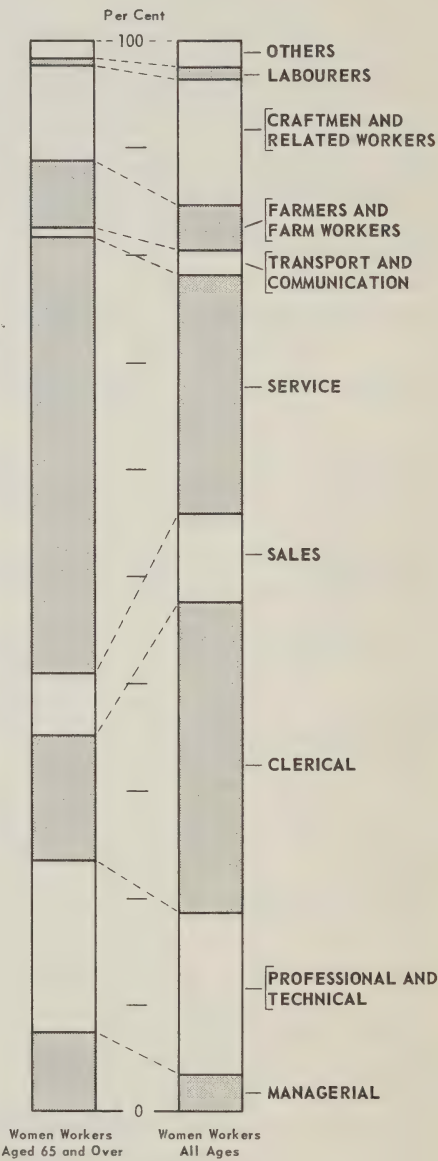 Per Cent
100
OTHERS
LABOURERS
CRAFTMEN AND
RELATED WORKERS
FARMERS AND
FARM WORKERS
TRANSPORT AND
COMMUNICATION
SERVICE
SALES
CLERICAL
PROFESSIONAL AND
TECHNICAL
MANAGERIAL
0
Women Workers
Aged 65 and Over
Women Workers
All Ages